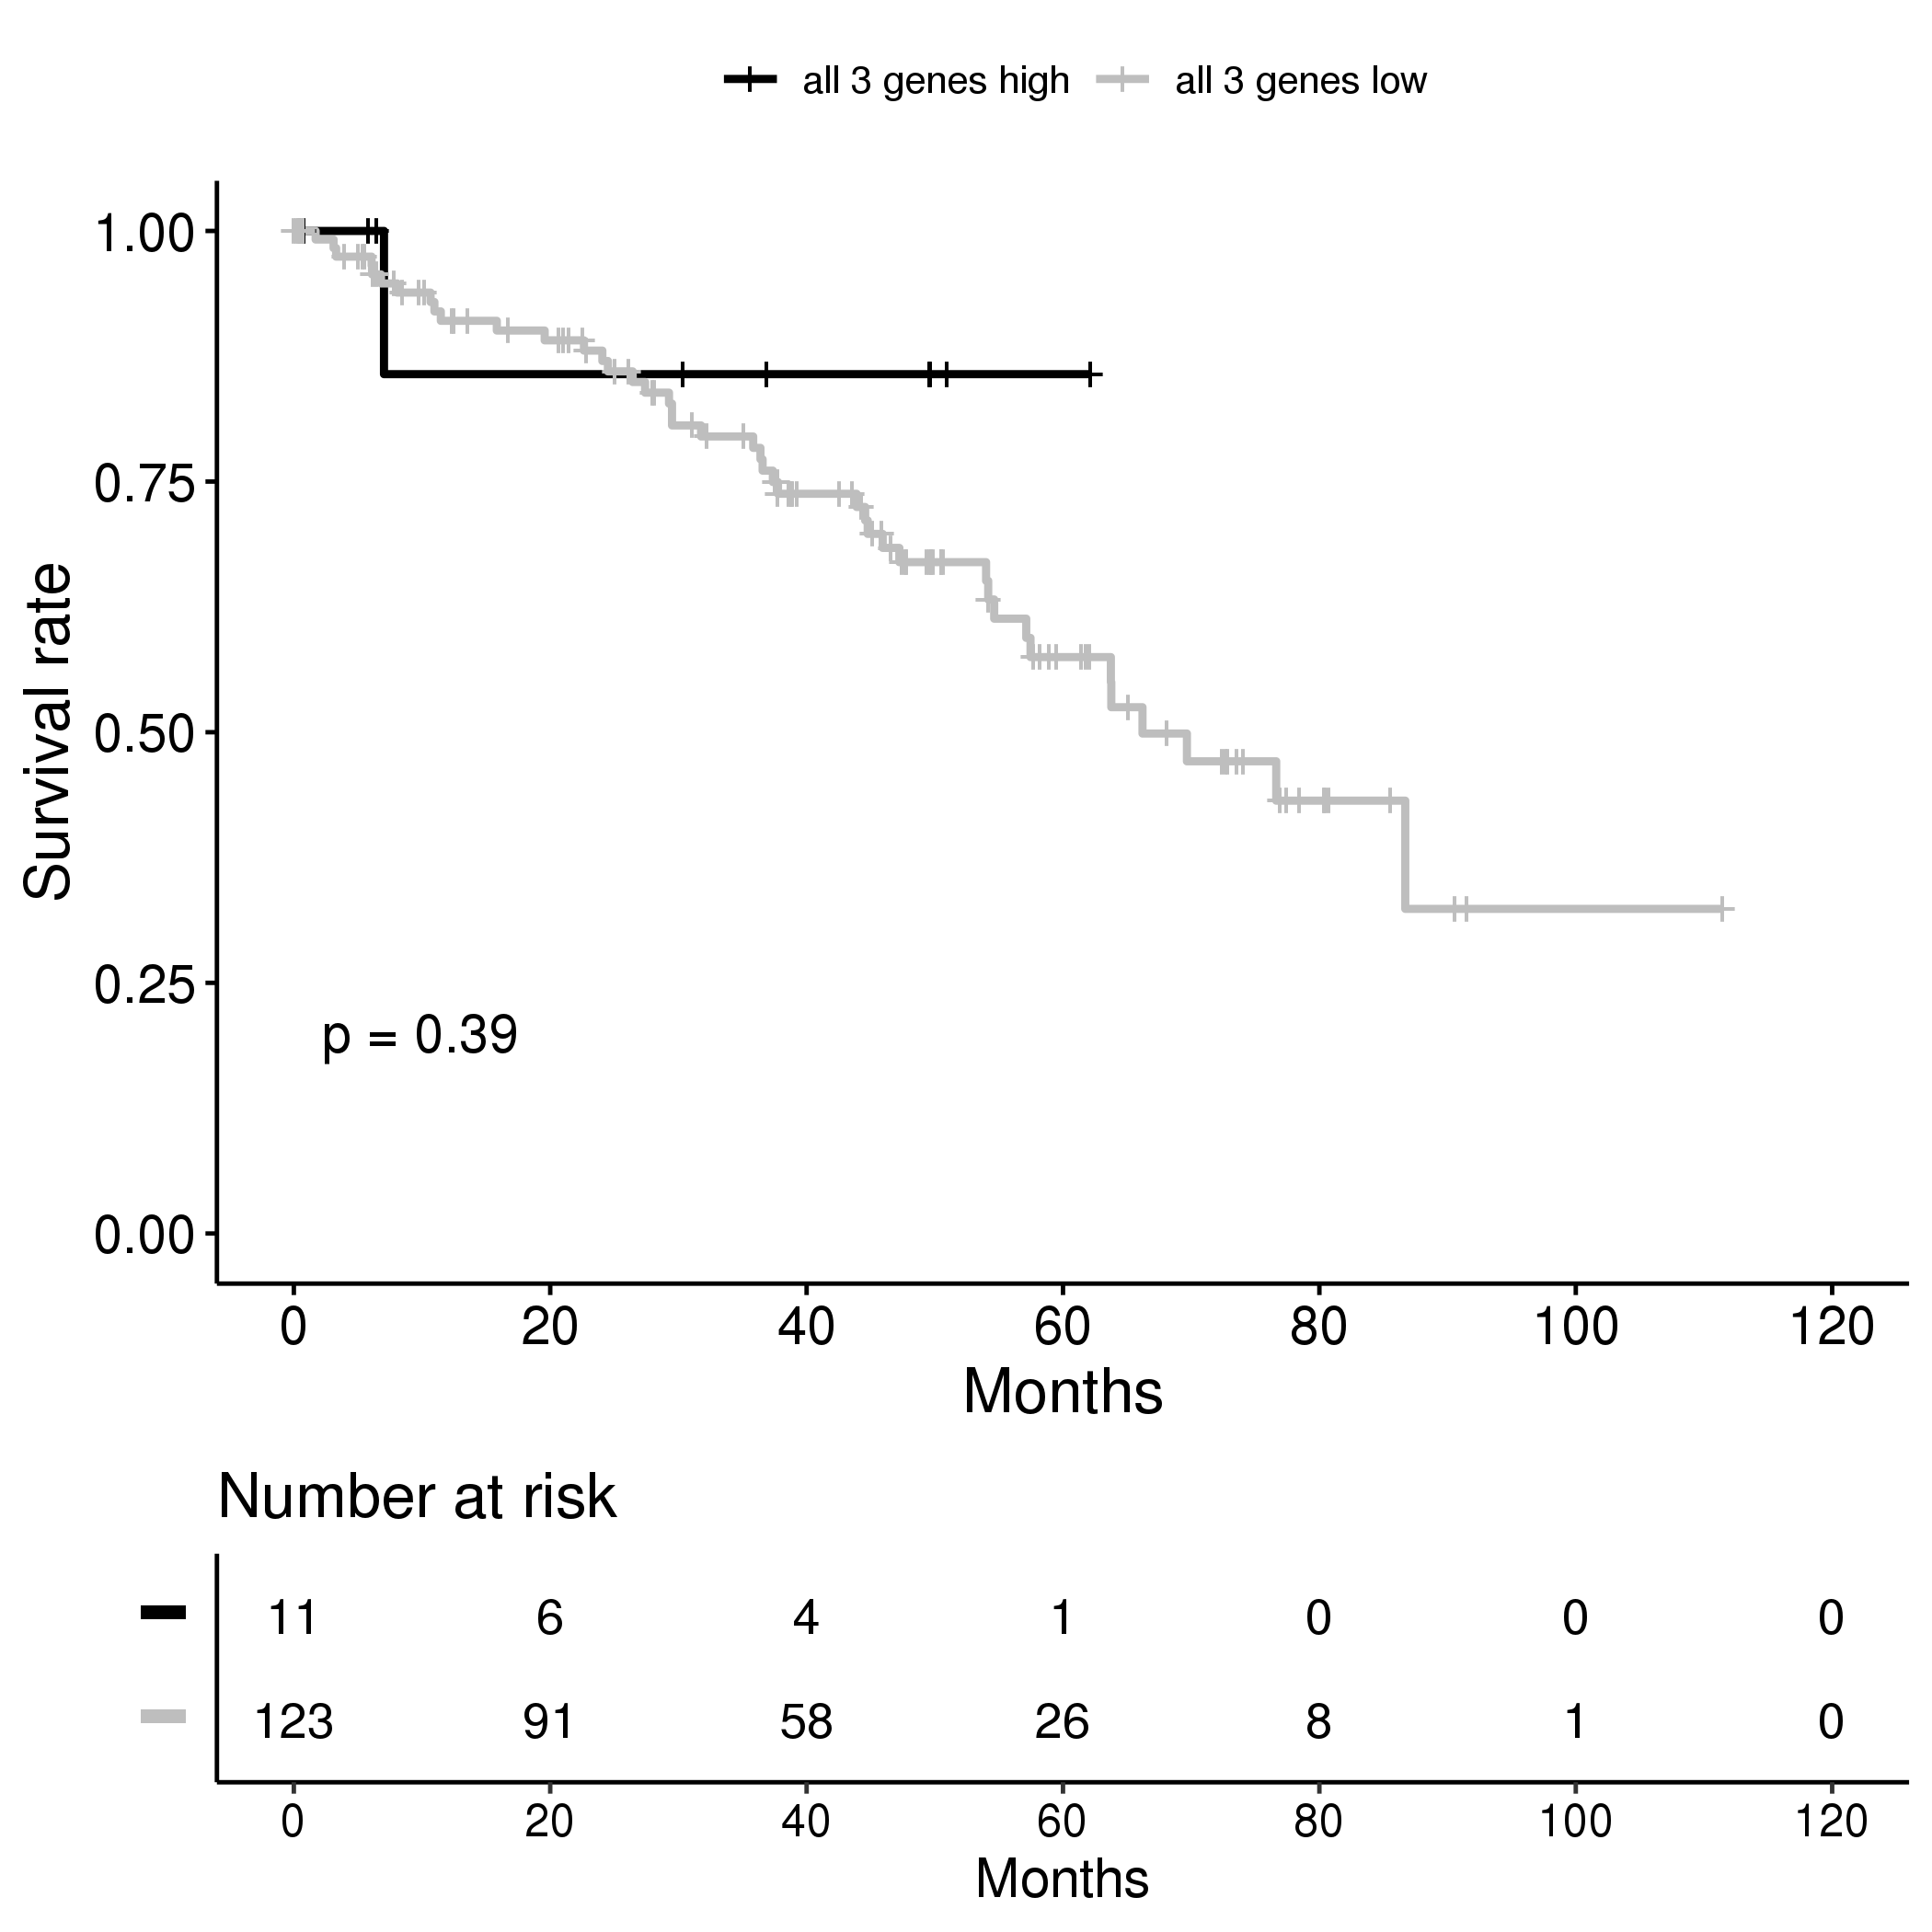 all 3 genes high all 3 genes low
1.00
0.75
0.50
0.25
0.00
Survival rate
p = 0.39
0 20 40 60 80 100 120
Months
Number at risk
11 6 4 1 0 0 0
123 91 58 26 8 1 0
0 20 40 60 80 100 120
Months